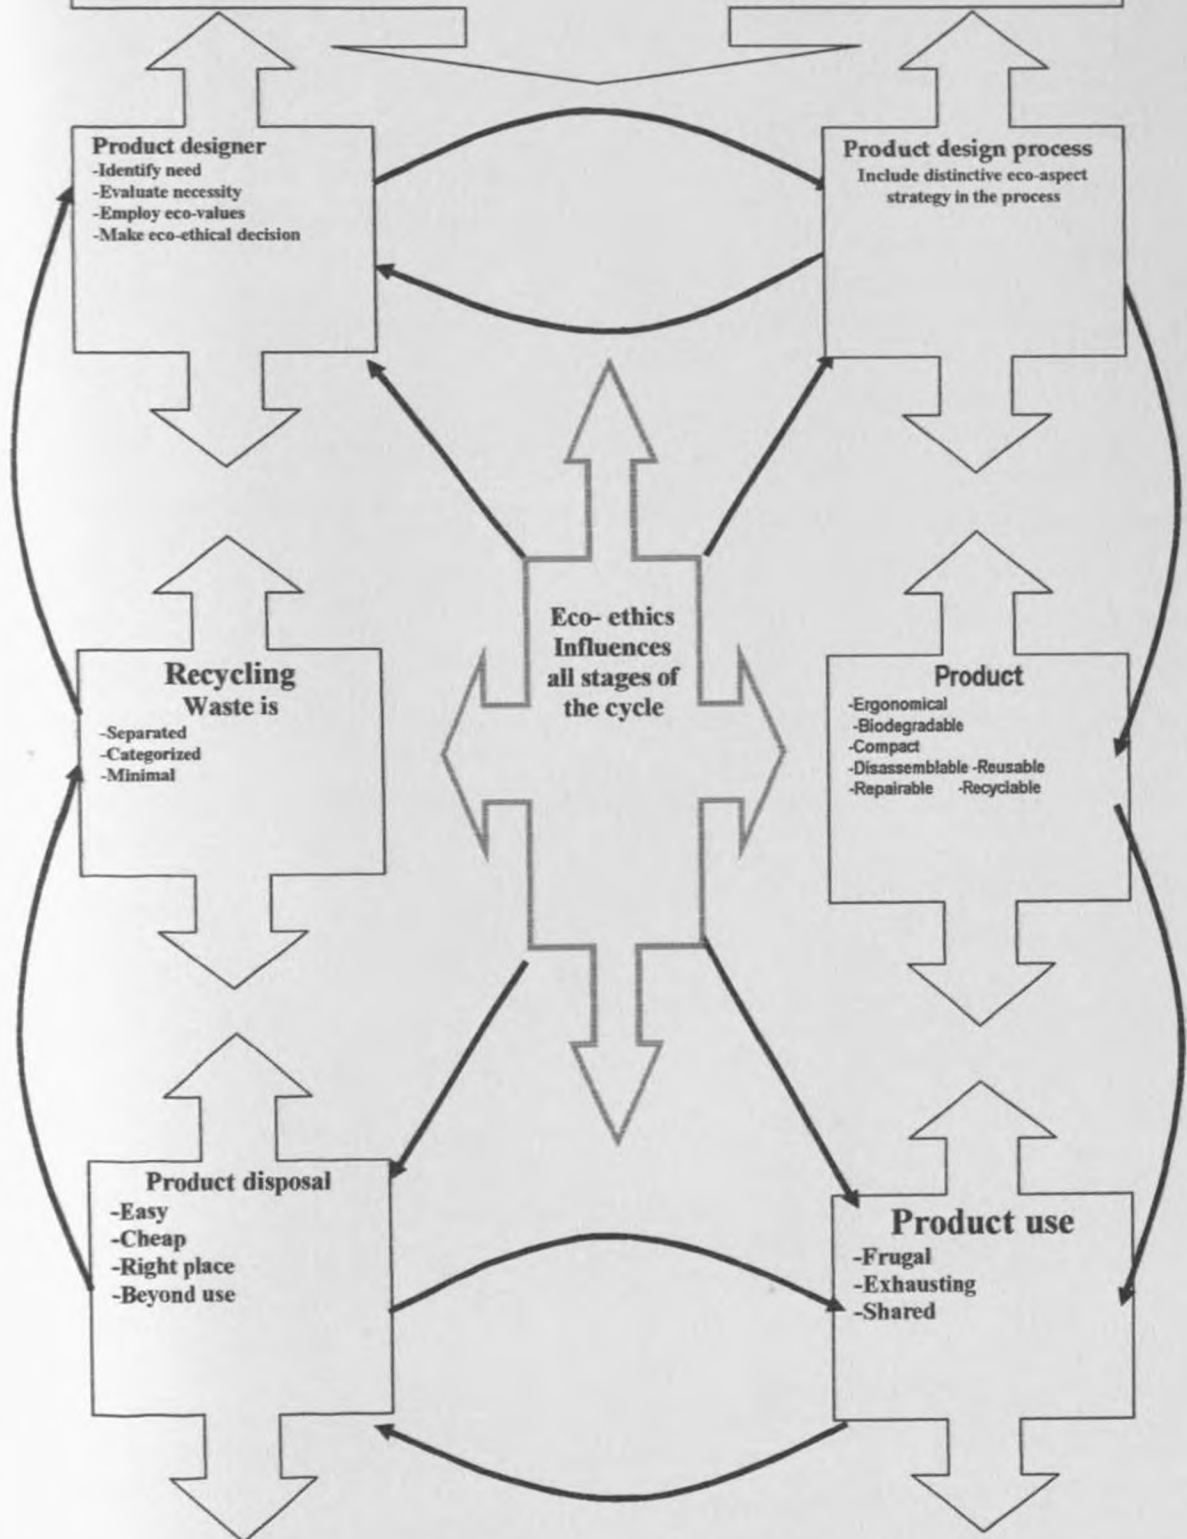 Product designer
-Identify need
-Evaluate necessity
-Employ eco-values
-Make eco-ethical decision
Product design process
Include distinctive eco-aspect
strategy in the process
Eco- ethics
Influences
all stages of
the cycle
Recycling
Waste is
-Separated
-Categorized
-Minimal
Product
-Ergonomical
-Biodegradable
-Compact
-Disassemblable -Reusable
-Repairable -Recyclable
Product disposal
-Easy
-Cheap
-Right place
-Beyond use
Product use
-Frugal
-Exhausting
-Shared